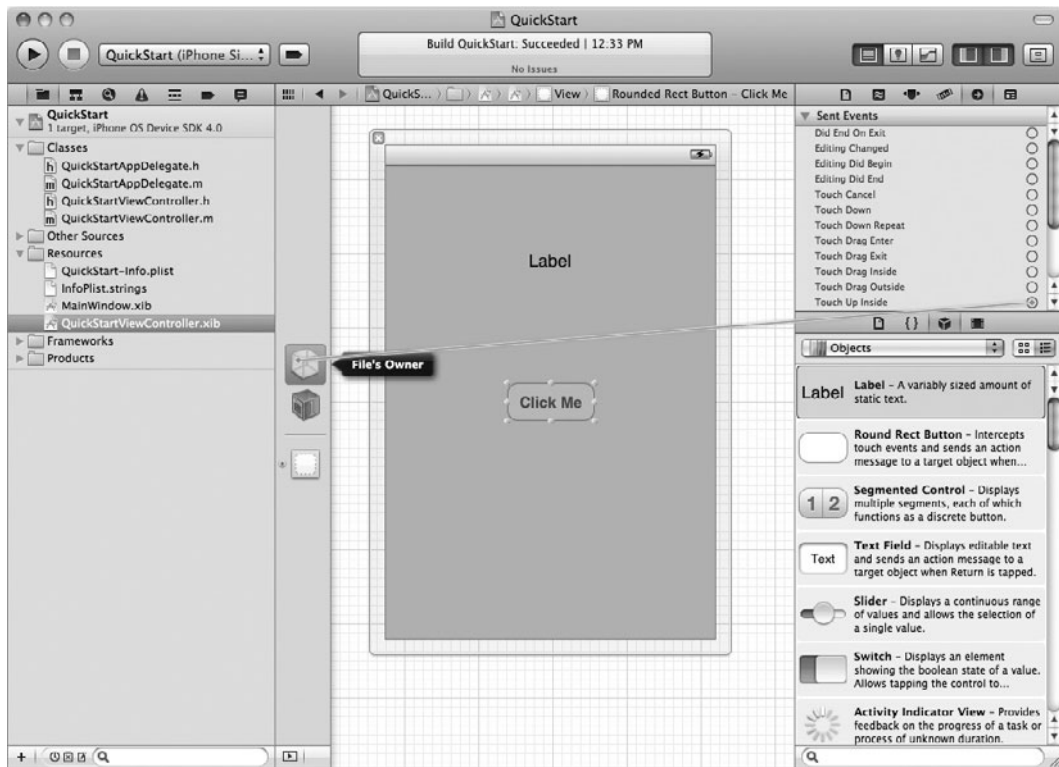 QuickStart
QuickStart (iPhone Si...
Build QuickStart: Succeeded | 12:33 PM
No Issues
QuickS...
View
Rounded Rect Button – Click Me
QuickStart
1 target, iPhone OS Device SDK 4.0
Classes
h QuickStartAppDelegate.h
m QuickStartAppDelegate.m
h QuickStartViewController.h
m QuickStartViewController.m
Other Sources
Resources
QuickStart-Info.plist
InfoPlist.strings
MainWindow.xib
QuickStartViewController.xib
Frameworks
Products
File's Owner
Label
Click Me
Sent Events
Did End On Exit
Editing Changed
Editing Did Begin
Editing Did End
Touch Cancel
Touch Down
Touch Down Repeat
Touch Drag Enter
Touch Drag Exit
Touch Drag Inside
Touch Drag Outside
Touch Up Inside
{}
Objects
Label
Label – A variably sized amount of
static text.
Round Rect Button – Intercepts
touch events and sends an action
message to a target object when...
1 2
Segmented Control – Displays
multiple segments, each of which
functions as a discrete button.
Text
Text Field – Displays editable text
and sends an action message to a
target object when Return is tapped.
Slider – Displays a continuous range
of values and allows the selection of
a single value.
Switch – Displays an element
showing the boolean state of a value.
Allows tapping the control to...
Activity Indicator View – Provides
feedback on the progress of a task or
process of unknown duration.